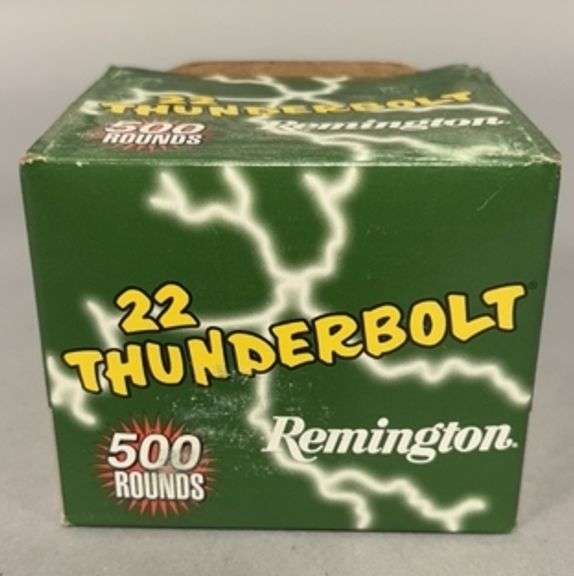 22
THUNDERBOLT
500
ROUNDS
Remington.
22
THUNDERBOLT®
500
ROUNDS
Remington.